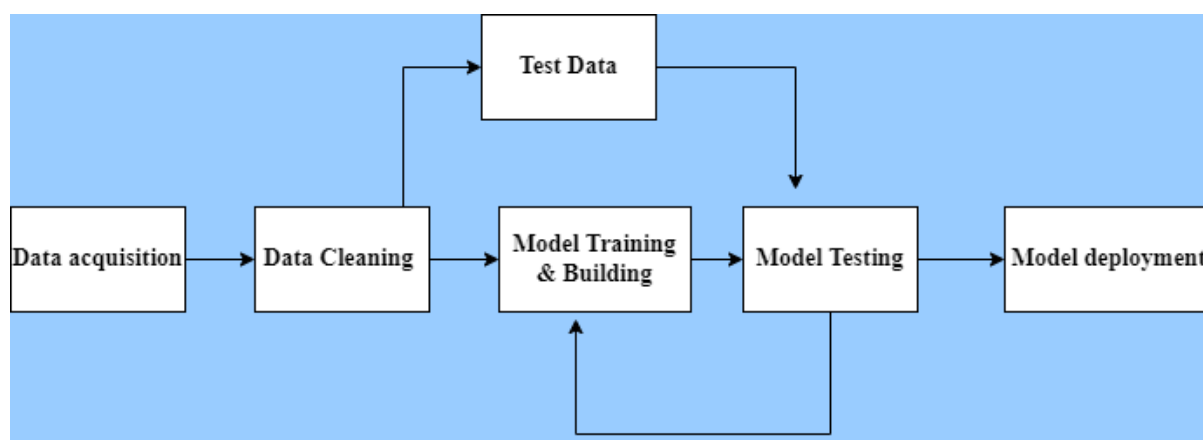 Test Data
Data acquisition
Data Cleaning
Model Training
& Building
Model Testing
Model deployment